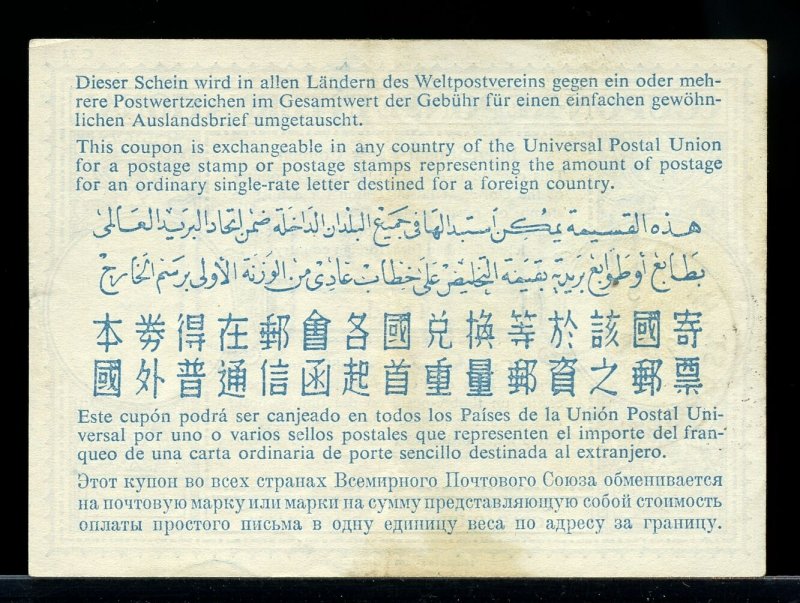 Dieser Schein wird in allen Ländern des Weltpostvereins gegen ein oder meh-
rere Postwertzeichen im Gesamtwert der Gebühr für einen einfachen gewöhn-
lichen Auslandsbrief umgetauscht.
This coupon is exchangeable in any country of the Universal Postal Union
for a postage stamp or postage stamps representing the amount of postage
for an ordinary single-rate letter destined for a foreign country.
هذه القسيمة يمكن استبدالها في جميع البلدان الداخلة ضمن اتحاد البريد العالمى
بطابع أو طوابع بريدية بقيمة التخليص على خطاب عادى من الوزنة الأولى برسم الخارج
本券得在郵會各國兌換等於該國寄
國外普通信函起首重量郵資之郵票
Este cupón podrá ser canjeado en todos los Países de la Unión Postal Uni-
versal por uno o varios sellos postales que representen el importe del fran-
queo de una carta ordinaria de porte sencillo destinada al extranjero.
Этот купон во всех странах Всемирного Почтового Союза обменивается
на почтовую марку или марки на сумму представляющую собой стоимость
оплаты простого письма в одну единицу веса по адресу за границу.